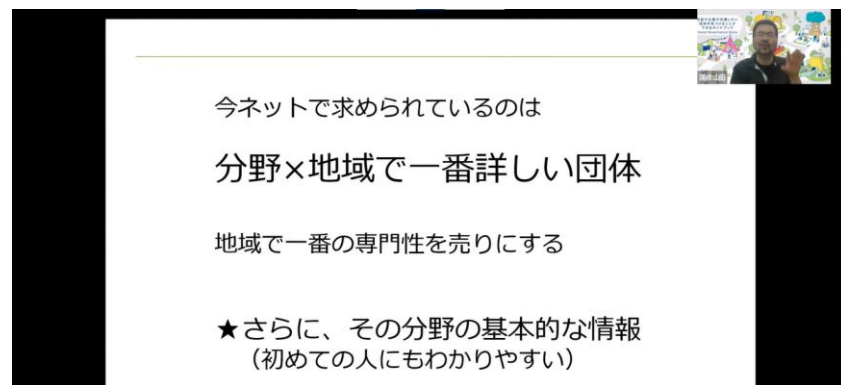 今ネットで求められているのは
分野×地域で一番詳しい団体
地域で一番の専門性を売りにする
★さらに、その分野の基本的な情報
（初めての人にもわかりやすい）